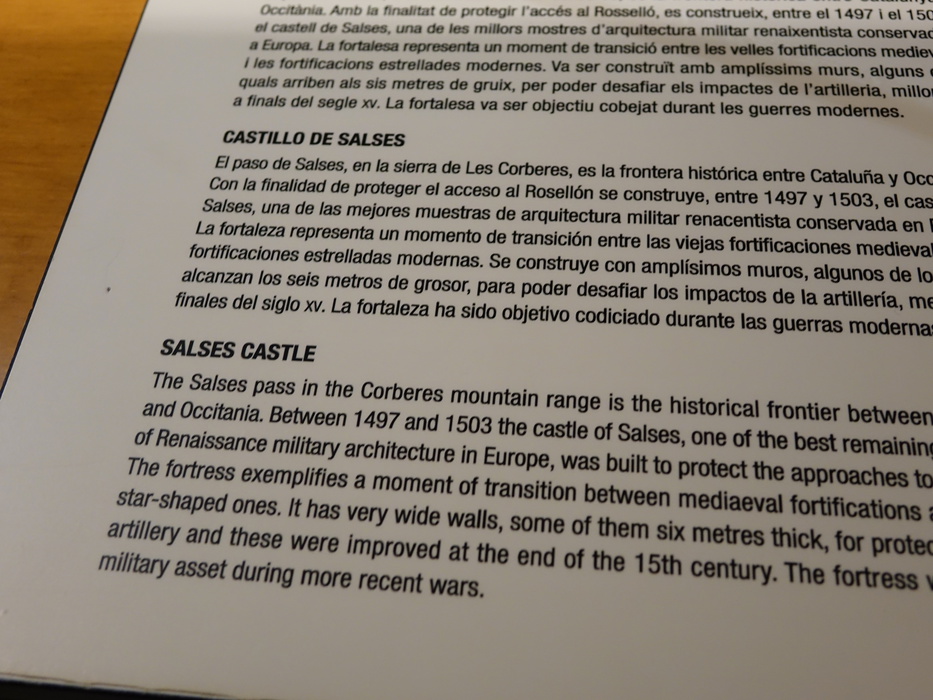 Occitània. Amb la finalitat de protegir l'accés al Rosselló, es construeix, entre el 1497 i el
el castell de Salses, una de les millors mostres d'arquitectura militar renaixentista
a Europa. La fortalesa representa un moment de transició entre les velles fortificacions
i les fortificacions estrellades modernes. Va ser construït amb amplíssims murs, alguns
quals arriben als sis metres de gruix, per poder desafiar els impactes de l'artilleria,
a finals del segle XV. La fortalesa va ser objectiu cobejat durant les guerres modernes.
CASTILLO DE SALSES
El paso de Salses, en la sierra de Les Corberes, es la frontera histórica entre Cataluña y
Con la finalidad de proteger el acceso al Rosellón se construye, entre 1497 y 1503, el
Salses, una de las mejores muestras de arquitectura militar renacentista conservada en
La fortaleza representa un momento de transición entre las viejas fortificaciones
fortificaciones estrelladas modernas. Se construye con amplísimos muros, algunos de
alcanzan los seis metros de grosor, para poder desafiar los impactos de la artillería,
finales del siglo XV. La fortaleza ha sido objetivo codiciado durante las guerras
SALSES CASTLE
The Salses pass in the Corberes mountain range is the historical frontier between
and Occitania. Between 1497 and 1503 the castle of Salses, one of the best remaining
of Renaissance military architecture in Europe, was built to protect the approaches to
The fortress exemplifies a moment of transition between mediaeval fortifications
star-shaped ones. It has very wide walls, some of them six metres thick, for
artillery and these were improved at the end of the 15th century. The fortress
military asset during more recent wars.